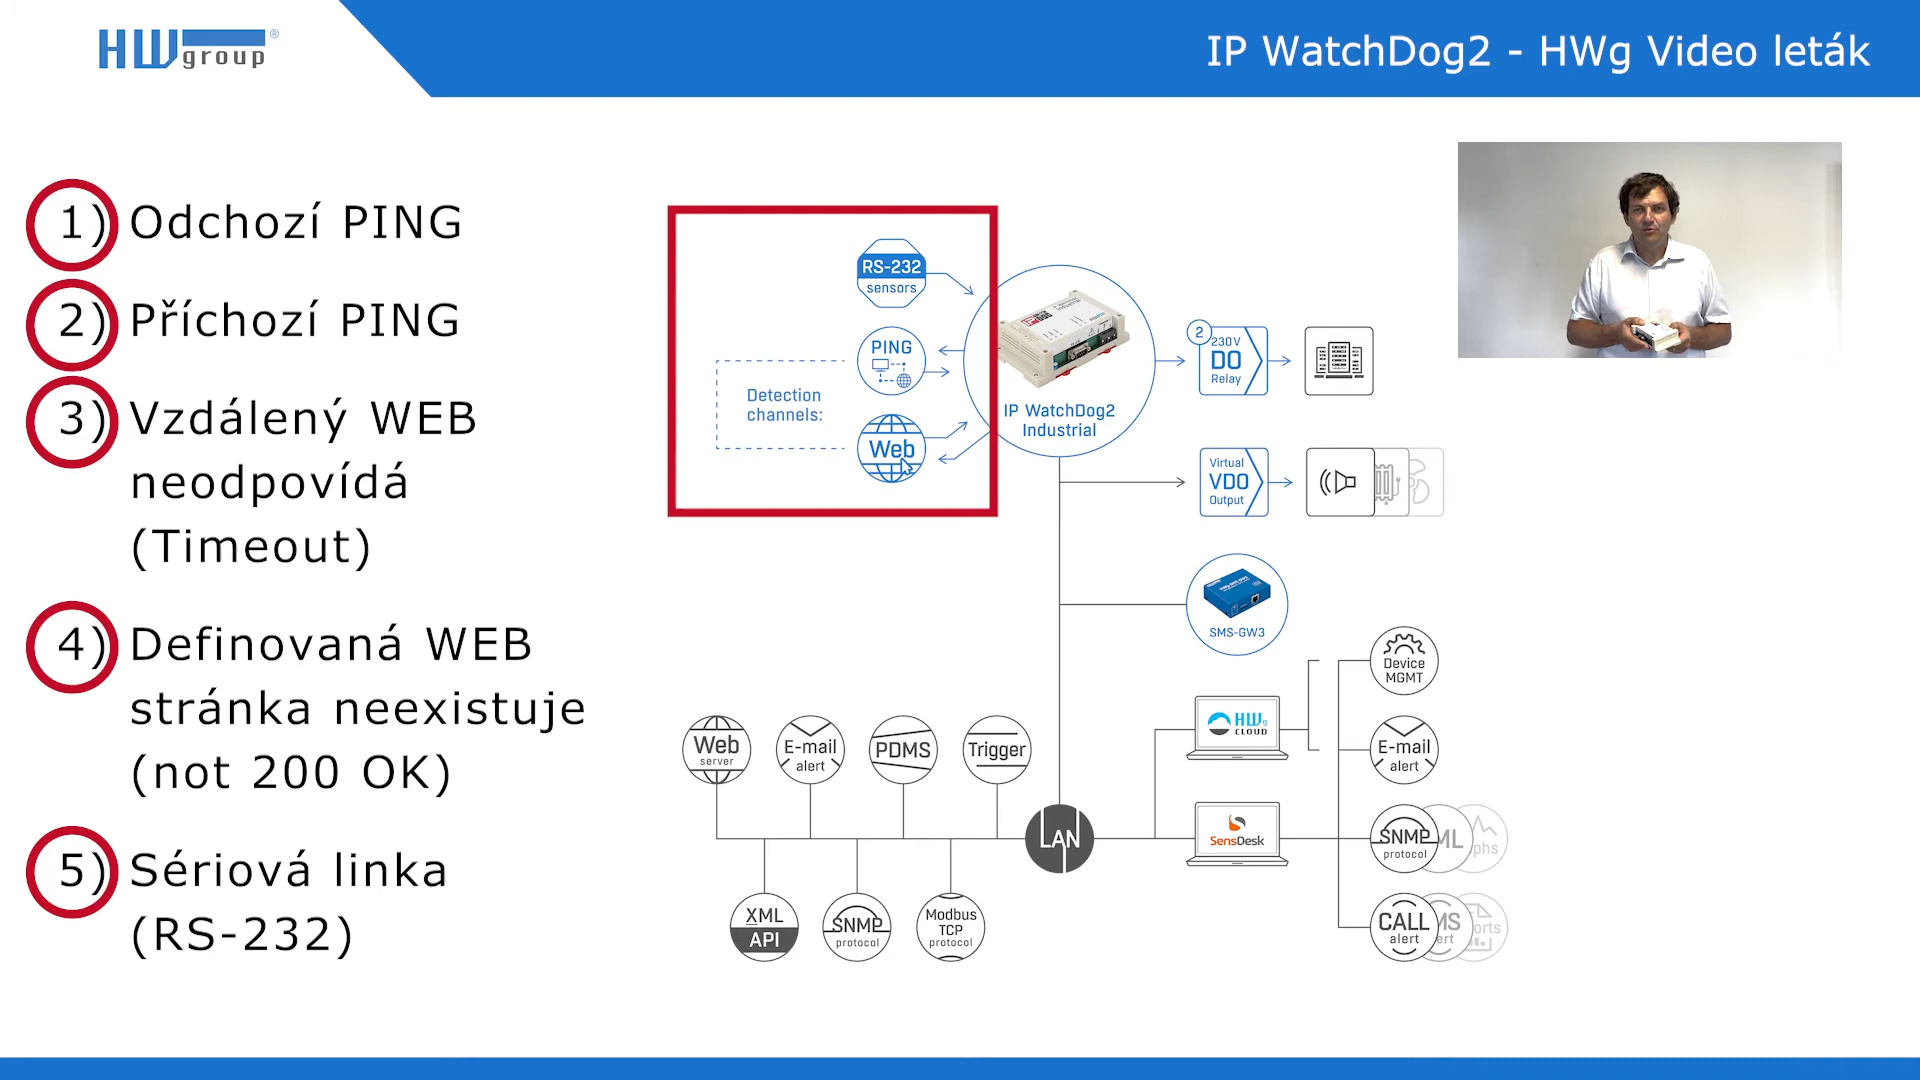 HWgroup®
IP WatchDog2 - HWg Video leták
1) Odchozí PING
2) Příchozí PING
3) Vzdálený WEB
neodpovídá
(Timeout)
4) Definovaná WEB
stránka neexistuje
(not 200 OK)
5) Sériová linka
(RS-232)
RS-232
sensors
PING
Detection
channels:
Web
IP WatchDog2
Industrial
2
230V
DO
Relay
Virtual
VDO
Output
SMS-GW3
HWg
CLOUD
SensDesk
Device
MGMT
E-mail
alert
SNMP
protocol
CALL
alert
Web
server
E-mail
alert
PDMS
Trigger
LAN
XML
API
SNMP
protocol
Modbus
TCP
protocol